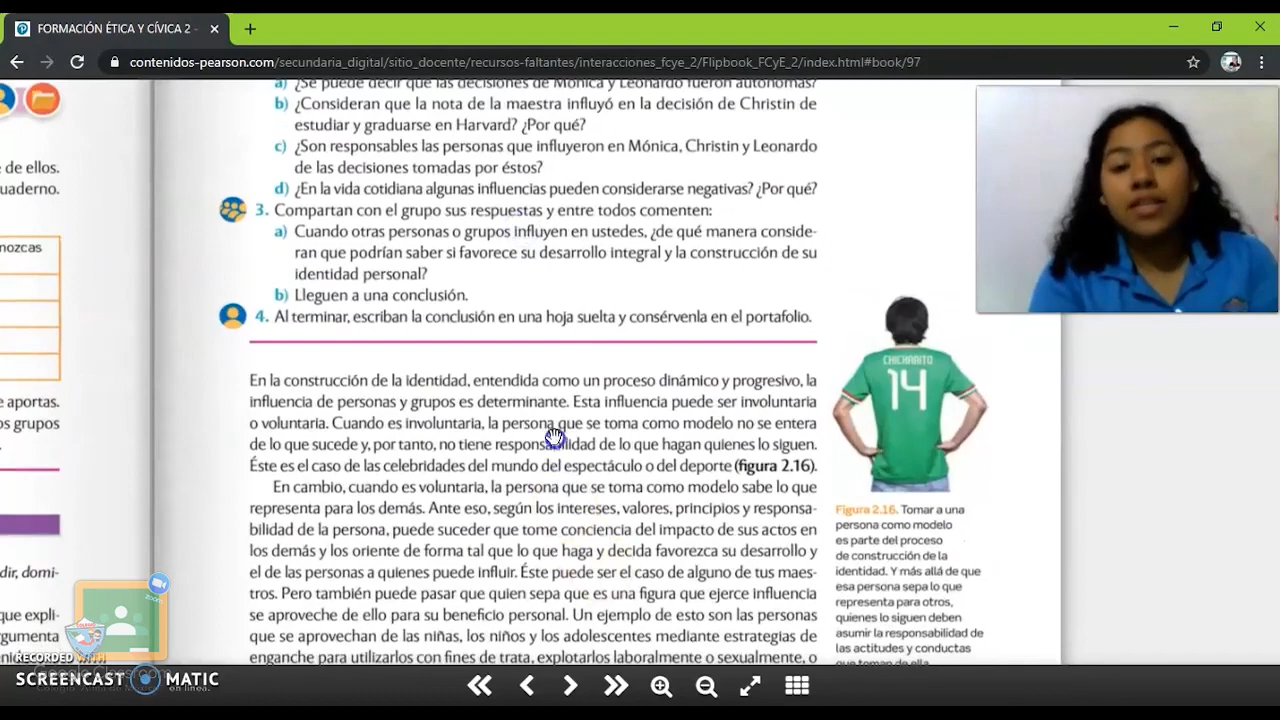 FORMACIÓN ÉTICA Y CÍVICA 2 -
contenidos-pearson.com/secundaria_digital/sitio_docente/recursos-faltantes/interacciones_fcye_2/Flipbook_FCyE_2/index.html#book/97
de ellos.
uaderno.
nozcas
e aportas.
os grupos
dir, domi-
que expli-
rgumenta
a) ¿Se puede decir que las decisiones de Mónica y Leonardo fueron autónomas?
b) ¿Consideran que la nota de la maestra influyó en la decisión de Christin de
estudiar y graduarse en Harvard? ¿Por qué?
c) ¿Son responsables las personas que influyeron en Mónica, Christin y Leonardo
de las decisiones tomadas por éstos?
d) ¿En la vida cotidiana algunas influencias pueden considerarse negativas? ¿Por qué?
3. Compartan con el grupo sus respuestas y entre todos comenten:
a) Cuando otras personas o grupos influyen en ustedes, ¿de qué manera conside-
ran que podrían saber si favorece su desarrollo integral y la construcción de su
identidad personal?
b) Lleguen a una conclusión.
4. Al terminar, escriban la conclusión en una hoja suelta y consérvenla en el portafolio.
En la construcción de la identidad, entendida como un proceso dinámico y progresivo, la
influencia de personas y grupos es determinante. Esta influencia puede ser involuntaria
o voluntaria. Cuando es involuntaria, la persona que se toma como modelo no se entera
de lo que sucede y, por tanto, no tiene responsabilidad de lo que hagan quienes lo siguen.
Éste es el caso de las celebridades del mundo del espectáculo o del deporte (figura 2.16).
En cambio, cuando es voluntaria, la persona que se toma como modelo sabe lo que
representa para los demás. Ante eso, según los intereses, valores, principios y responsa-
bilidad de la persona, puede suceder que tome conciencia del impacto de sus actos en
los demás y los oriente de forma tal que lo que haga y decida favorezca su desarrollo y
el de las personas a quienes puede influir. Éste puede ser el caso de alguno de tus maes-
tros. Pero también puede pasar que quien sepa que es una figura que ejerce influencia
se aproveche de ello para su beneficio personal. Un ejemplo de esto son las personas
que se aprovechan de las niñas, los niños y los adolescentes mediante estrategias de
enganche para utilizarlos con fines de trata, explotarlos laboralmente o sexualmente, o
CHICHARITO
14
Figura 2.16. Tomar a una
persona como modelo
es parte del proceso
de construcción de la
identidad. Y más allá de que
esa persona sepa lo que
representa para otros,
quienes lo siguen deben
asumir la responsabilidad de
las actitudes y conductas
que toman de ella.
zoom
RECORDED WITH
SCREENCAST MATIC